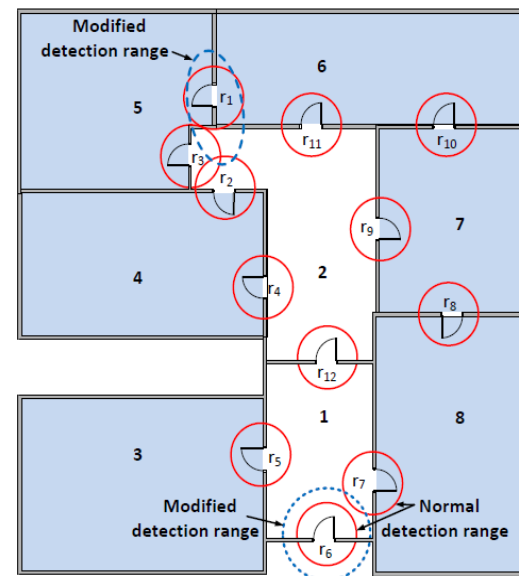 Modified
detection range
6
5
r1
r11
r10
r3
r2
r9
7
4
2
r4
r8
r12
1
3
8
r5
r7
Modified
detection range
Normal
detection range
r6